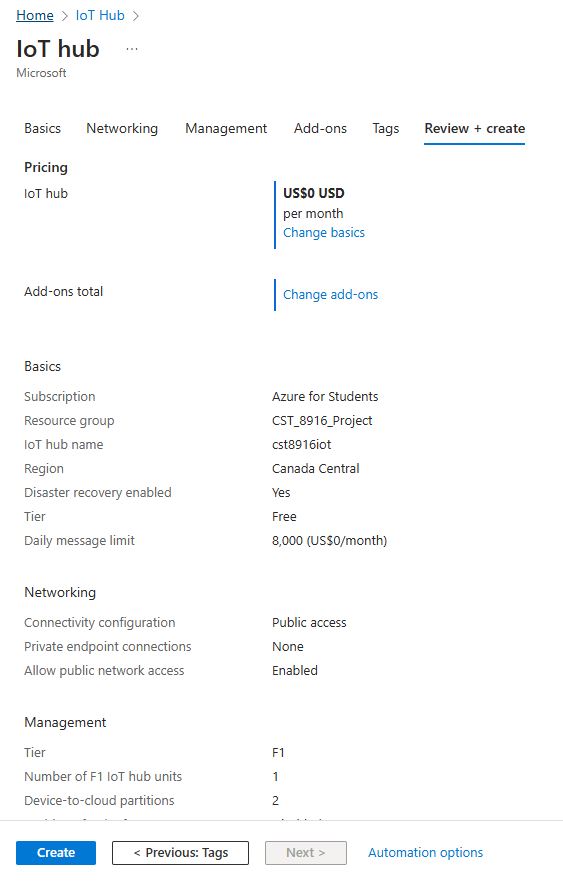 Home > IoT Hub >
IoT hub ...
Microsoft
Basics Networking Management Add-ons Tags Review + create
Pricing
IoT hub US$0 USD
per month
Change basics
Add-ons total Change add-ons
Basics
Subscription Azure for Students
Resource group CST_8916_Project
IoT hub name cst8916iot
Region Canada Central
Disaster recovery enabled Yes
Tier Free
Daily message limit 8,000 (US$0/month)
Networking
Connectivity configuration Public access
Private endpoint connections None
Allow public network access Enabled
Management
Tier F1
Number of F1 IoT hub units 1
Device-to-cloud partitions 2
Create < Previous: Tags Next > Automation options